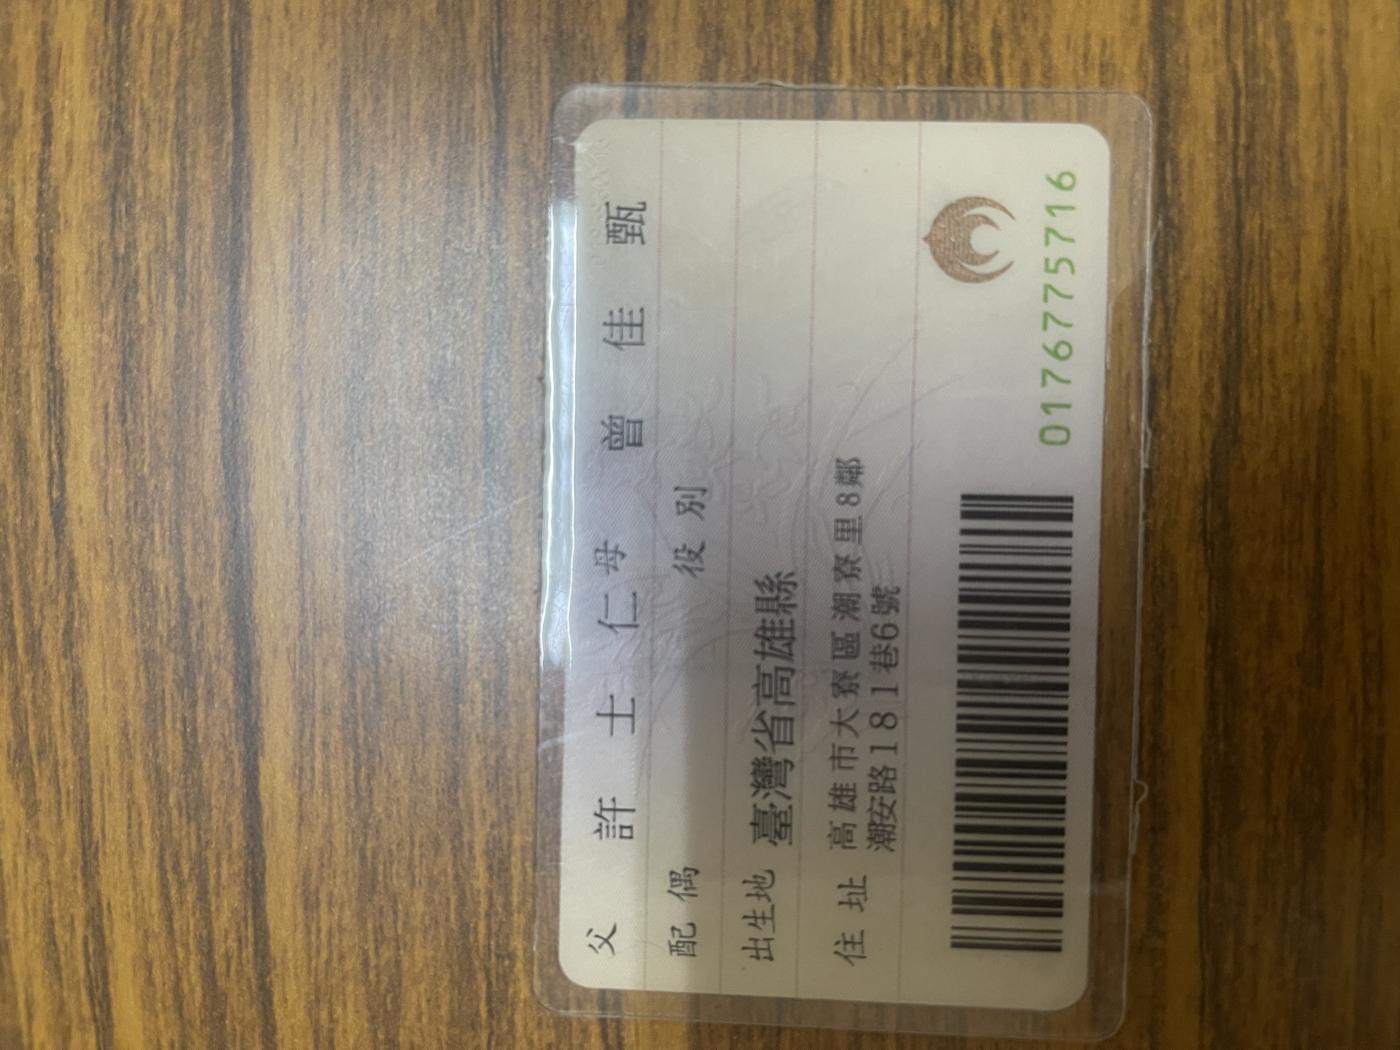 父 許士仁 母 曾佳甄
配偶 役別
出生地 臺灣省高雄縣
住址 高雄市大寮區潮寮里8鄰
潮安路181巷6號
0176775716